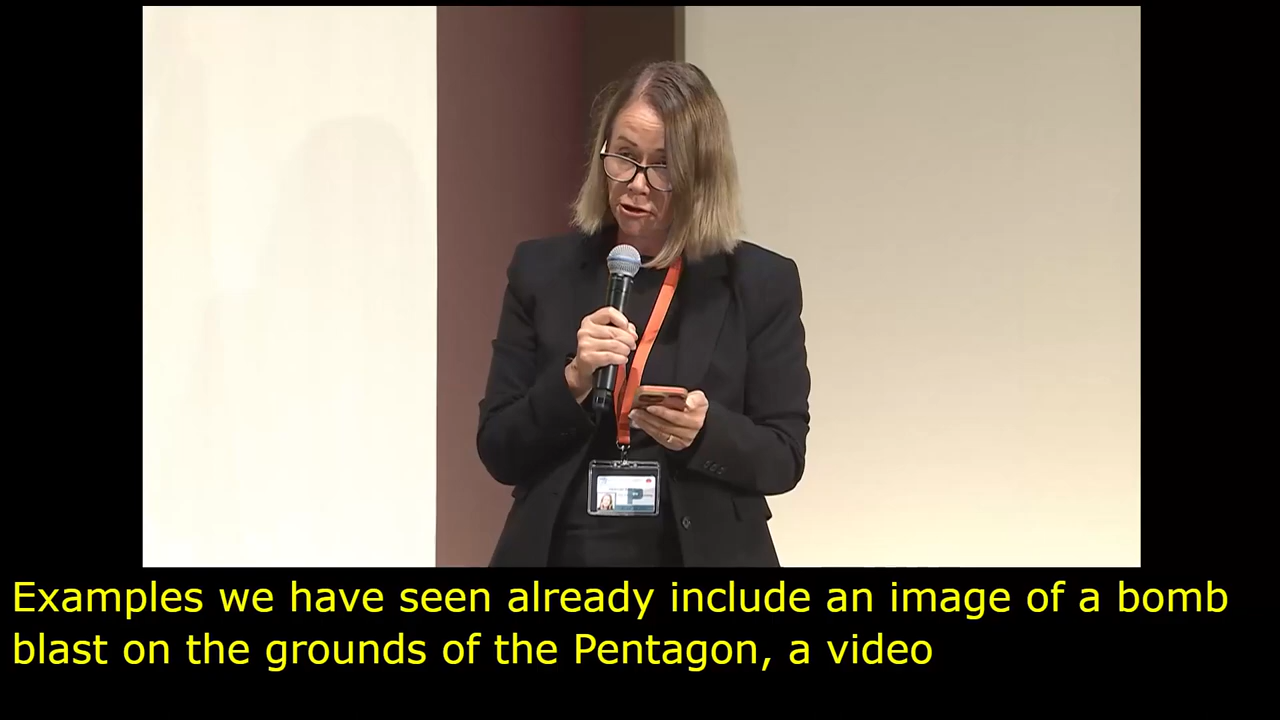 P
Examples we have seen already include an image of a bomb
blast on the grounds of the Pentagon, a video